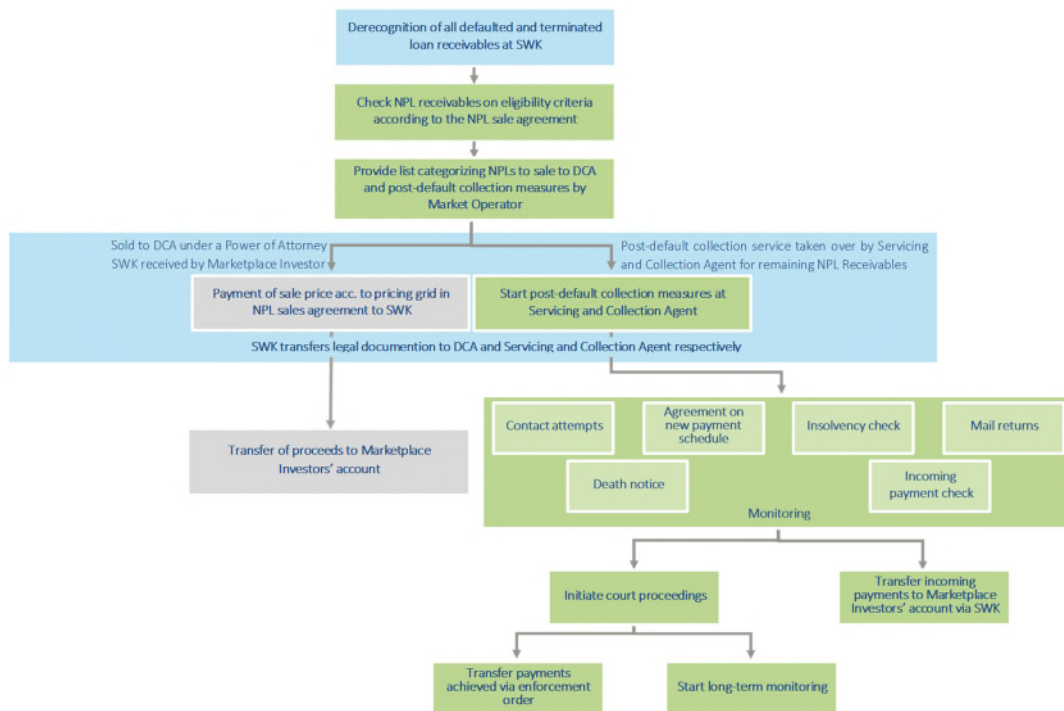 Derecognition of all defaulted and terminated
loan receivables at SWK
Check NPL receivables on eligibility criteria
according to the NPL sale agreement
Provide list categorizing NPLs to sale to DCA
and post-default collection measures by
Market Operator
Sold to DCA under a Power of Attorney
SWK received by Marketplace Investor
Post-default collection service taken over by Servicing
and Collection Agent for remaining NPL Receivables
Payment of sale price acc. to pricing grid in
NPL sales agreement to SWK
Start post-default collection measures at
Servicing and Collection Agent
SWK transfers legal documention to DCA and Servicing and Collection Agent respectively
Transfer of proceeds to Marketplace
Investors' account
Contact attempts
Agreement on
new payment
schedule
Insolvency check
Mail returns
Death notice
Incoming
payment check
Monitoring
Initiate court proceedings
Transfer incoming
payments to Marketplace
Investors' account via SWK
Transfer payments
achieved via enforcement
order
Start long-term monitoring